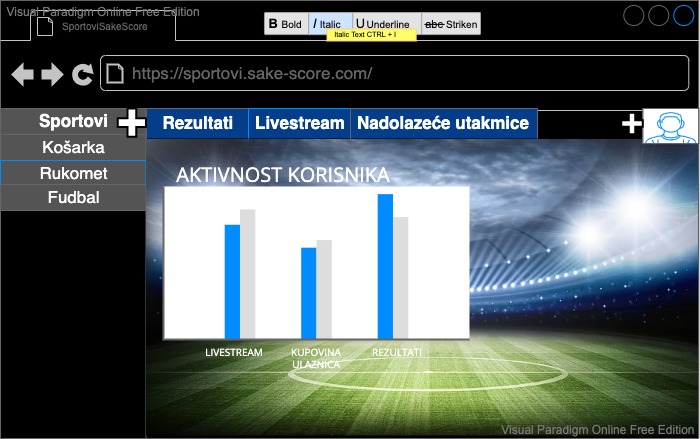 Visual Paradigm Online Free Edition
SportoviSakeScore
B Bold I Italic U Underline abc Striken
Italic Text CTRL + I
https://sportovi.sake-score.com/
Sportovi
Rezultati Livestream Nadolazeće utakmice
Košarka
Rukomet
Fudbal
AKTIVNOST KORISNIKA
LIVESTREAM KUPOVINA REZULTATI
ULAZNICA
Visual Paradigm Online Free Edition